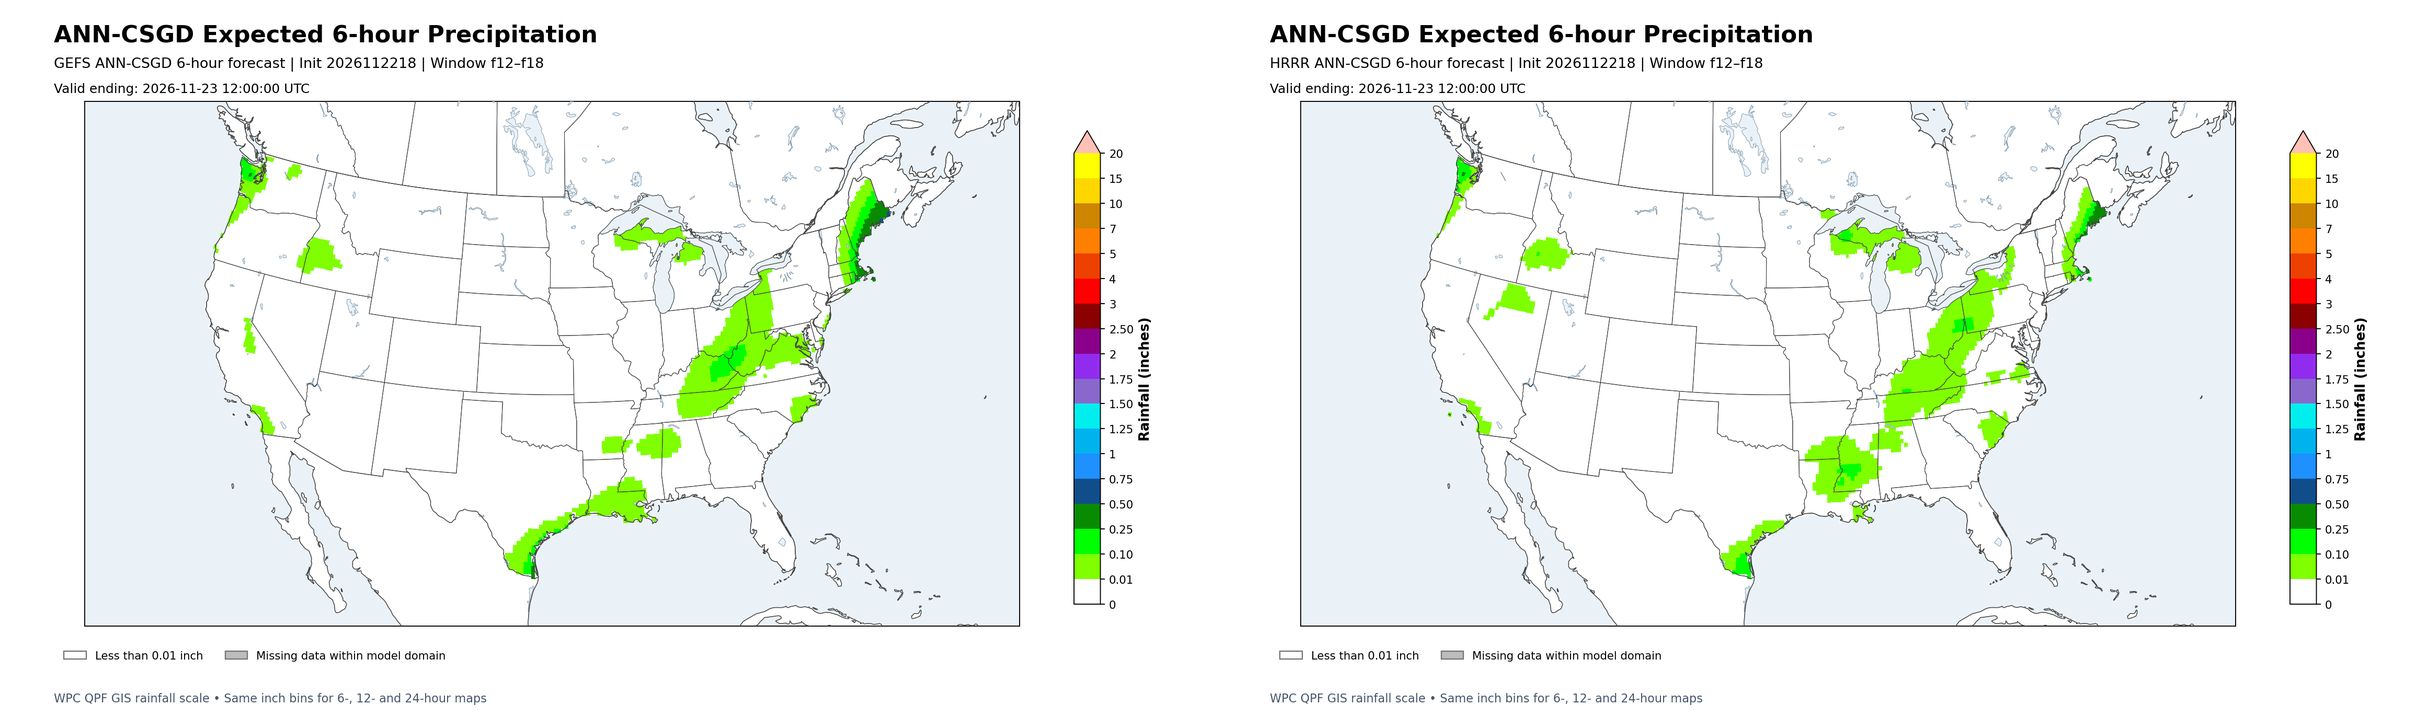 ANN-CSGD Expected 6-hour Precipitation
GEFS ANN-CSGD 6-hour forecast | Init 2026112218 | Window f12–f18
Valid ending: 2026-11-23 12:00:00 UTC
20
15
10
7
5
4
3
2.50
2
1.75
1.50
1.25
1
0.75
0.50
0.25
0.10
0.01
0
Rainfall (inches)
Less than 0.01 inch
Missing data within model domain
WPC QPF GIS rainfall scale • Same inch bins for 6-, 12- and 24-hour maps
ANN-CSGD Expected 6-hour Precipitation
HRRR ANN-CSGD 6-hour forecast | Init 2026112218 | Window f12–f18
Valid ending: 2026-11-23 12:00:00 UTC
20
15
10
7
5
4
3
2.50
2
1.75
1.50
1.25
1
0.75
0.50
0.25
0.10
0.01
0
Rainfall (inches)
Less than 0.01 inch
Missing data within model domain
WPC QPF GIS rainfall scale • Same inch bins for 6-, 12- and 24-hour maps